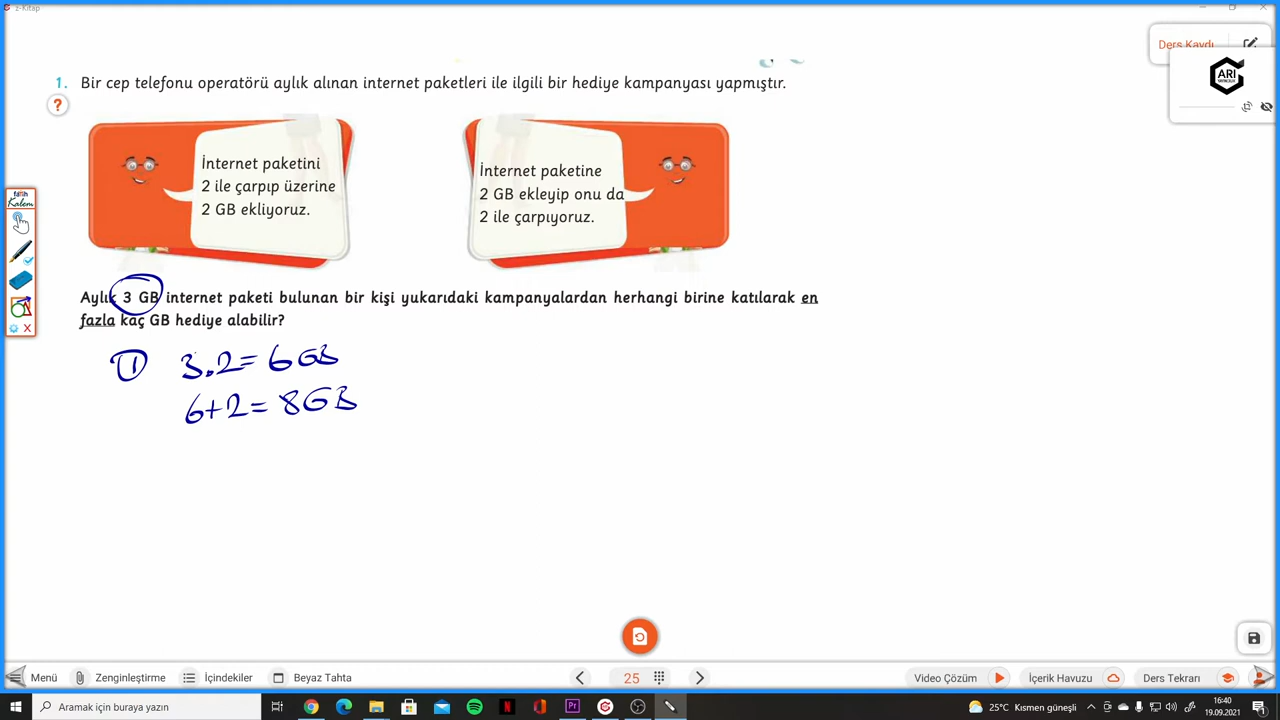 z-Kitap
Ders Kaydı
ARI
YAYINCILIK
1. Bir cep telefonu operatörü aylık alınan internet paketleri ile ilgili bir hediye kampanyası yapmıştır.
?
İnternet paketini
2 ile çarpıp üzerine
2 GB ekliyoruz.
İnternet paketine
2 GB ekleyip onu da
2 ile çarpıyoruz.
fatih
Kalem
Aylık 3 GB internet paketi bulunan bir kişi yukarıdaki kampanyalardan herhangi birine katılarak en
fazla kaç GB hediye alabilir?
1 3.2=6GB
6+2=8GB
Menü Zenginleştirme İçindekiler Beyaz Tahta 25 Video Çözüm İçerik Havuzu Ders Tekrarı
Aramak için buraya yazın 25°C Kısmen güneşli 16:40
19.09.2021